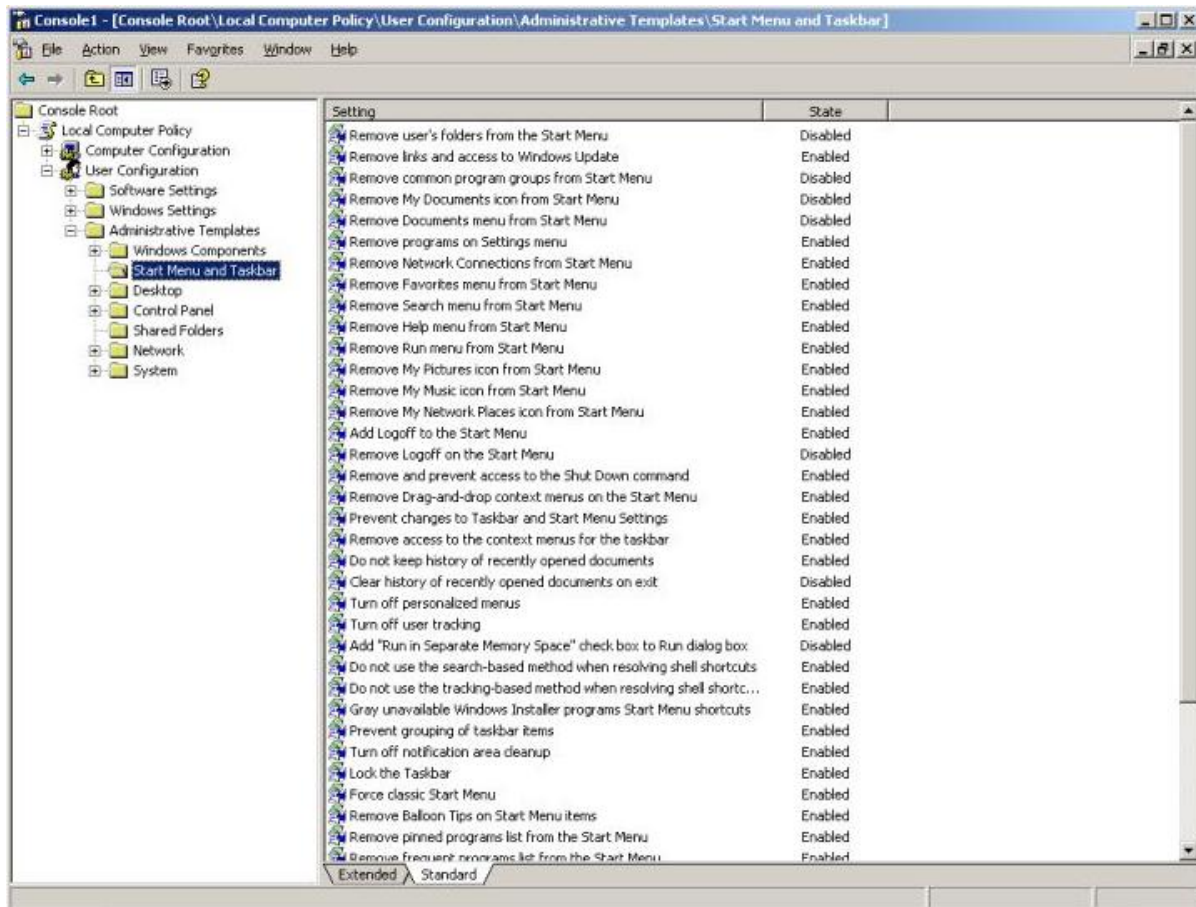 Console1 - [Console Root\Local Computer Policy\User Configuration\Administrative Templates\Start Menu and Taskbar]
File Action View Favorites Window Help
Console Root
Local Computer Policy
Computer Configuration
User Configuration
Software Settings
Windows Settings
Administrative Templates
Windows Components
Start Menu and Taskbar
Desktop
Control Panel
Shared Folders
Network
System
Setting State
Remove user's folders from the Start Menu Disabled
Remove links and access to Windows Update Enabled
Remove common program groups from Start Menu Disabled
Remove My Documents icon from Start Menu Disabled
Remove Documents menu from Start Menu Disabled
Remove programs on Settings menu Enabled
Remove Network Connections from Start Menu Enabled
Remove Favorites menu from Start Menu Enabled
Remove Search menu from Start Menu Enabled
Remove Help menu from Start Menu Enabled
Remove Run menu from Start Menu Enabled
Remove My Pictures icon from Start Menu Enabled
Remove My Music icon from Start Menu Enabled
Remove My Network Places icon from Start Menu Enabled
Add Logoff to the Start Menu Enabled
Remove Logoff on the Start Menu Disabled
Remove and prevent access to the Shut Down command Enabled
Remove Drag-and-drop context menus on the Start Menu Enabled
Prevent changes to Taskbar and Start Menu Settings Enabled
Remove access to the context menus for the taskbar Enabled
Do not keep history of recently opened documents Enabled
Clear history of recently opened documents on exit Disabled
Turn off personalized menus Enabled
Turn off user tracking Enabled
Add "Run in Separate Memory Space" check box to Run dialog box Disabled
Do not use the search-based method when resolving shell shortcuts Enabled
Do not use the tracking-based method when resolving shell shortc... Enabled
Gray unavailable Windows Installer programs Start Menu shortcuts Enabled
Prevent grouping of taskbar items Enabled
Turn off notification area cleanup Enabled
Lock the Taskbar Enabled
Force classic Start Menu Enabled
Remove Balloon Tips on Start Menu items Enabled
Remove pinned programs list from the Start Menu Enabled
Remove frequent programs list from the Start Menu Enabled
Extended Standard